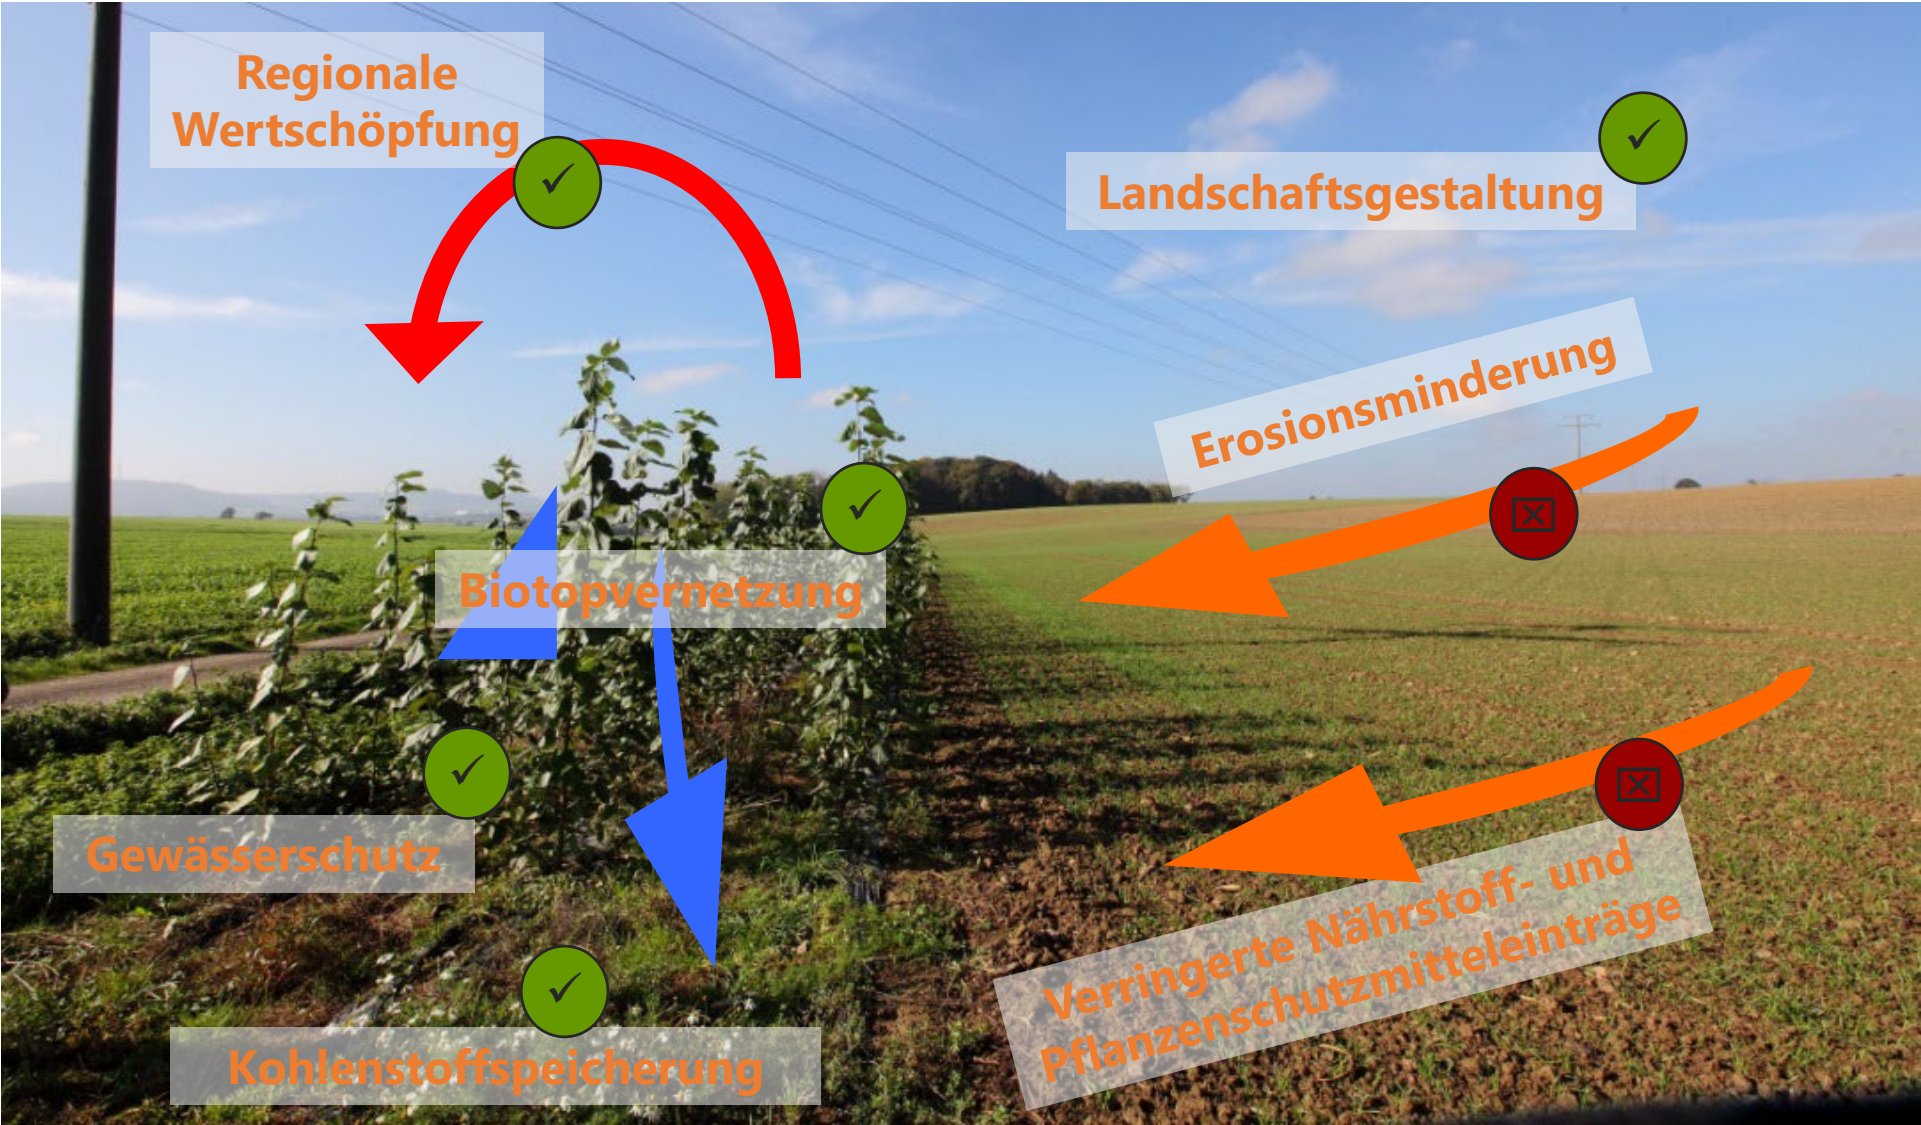 Regionale
Wertschöpfung
✓
✓
Landschaftsgestaltung
Erosionsminderung
✓
Biotopvernetzung
☒
✓
Gewässerschutz
☒
Verringerte Nährstoff- und
Pflanzenschutzmitteleinträge
✓
Kohlenstoffspeicherung